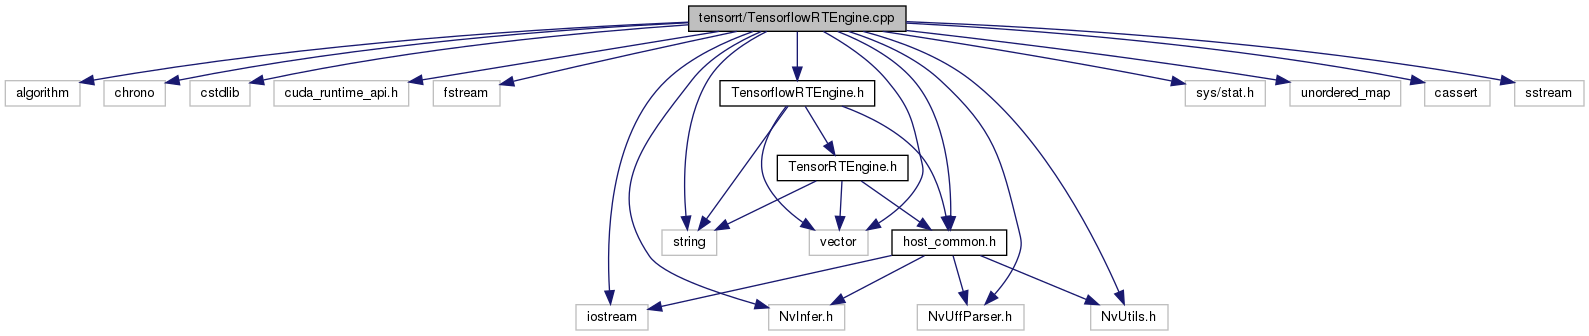 tensorrt/TensorflowRTEngine.cpp
algorithm
chrono
cstdlib
cuda_runtime_api.h
fstream
TensorflowRTEngine.h
sys/stat.h
unordered_map
cassert
sstream
TensorRTEngine.h
string
vector
host_common.h
iostream
NvInfer.h
NvUffParser.h
NvUtils.h